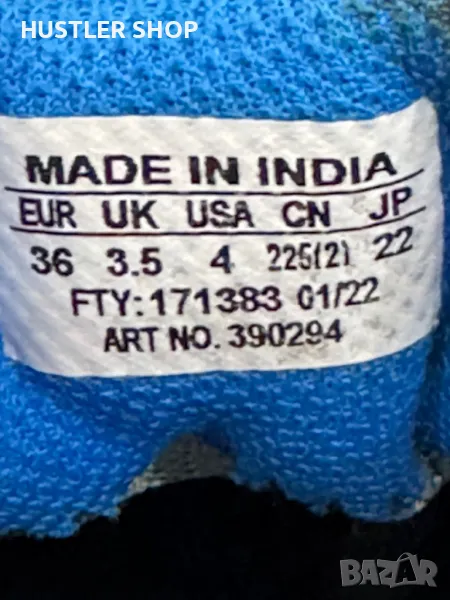 HUSTLER SHOP
MADE IN INDIA
EUR UK USA CN JP
36 3.5 4 225(2) 22
FTY: 171383 01/22
ART NO. 390294
BAZAR